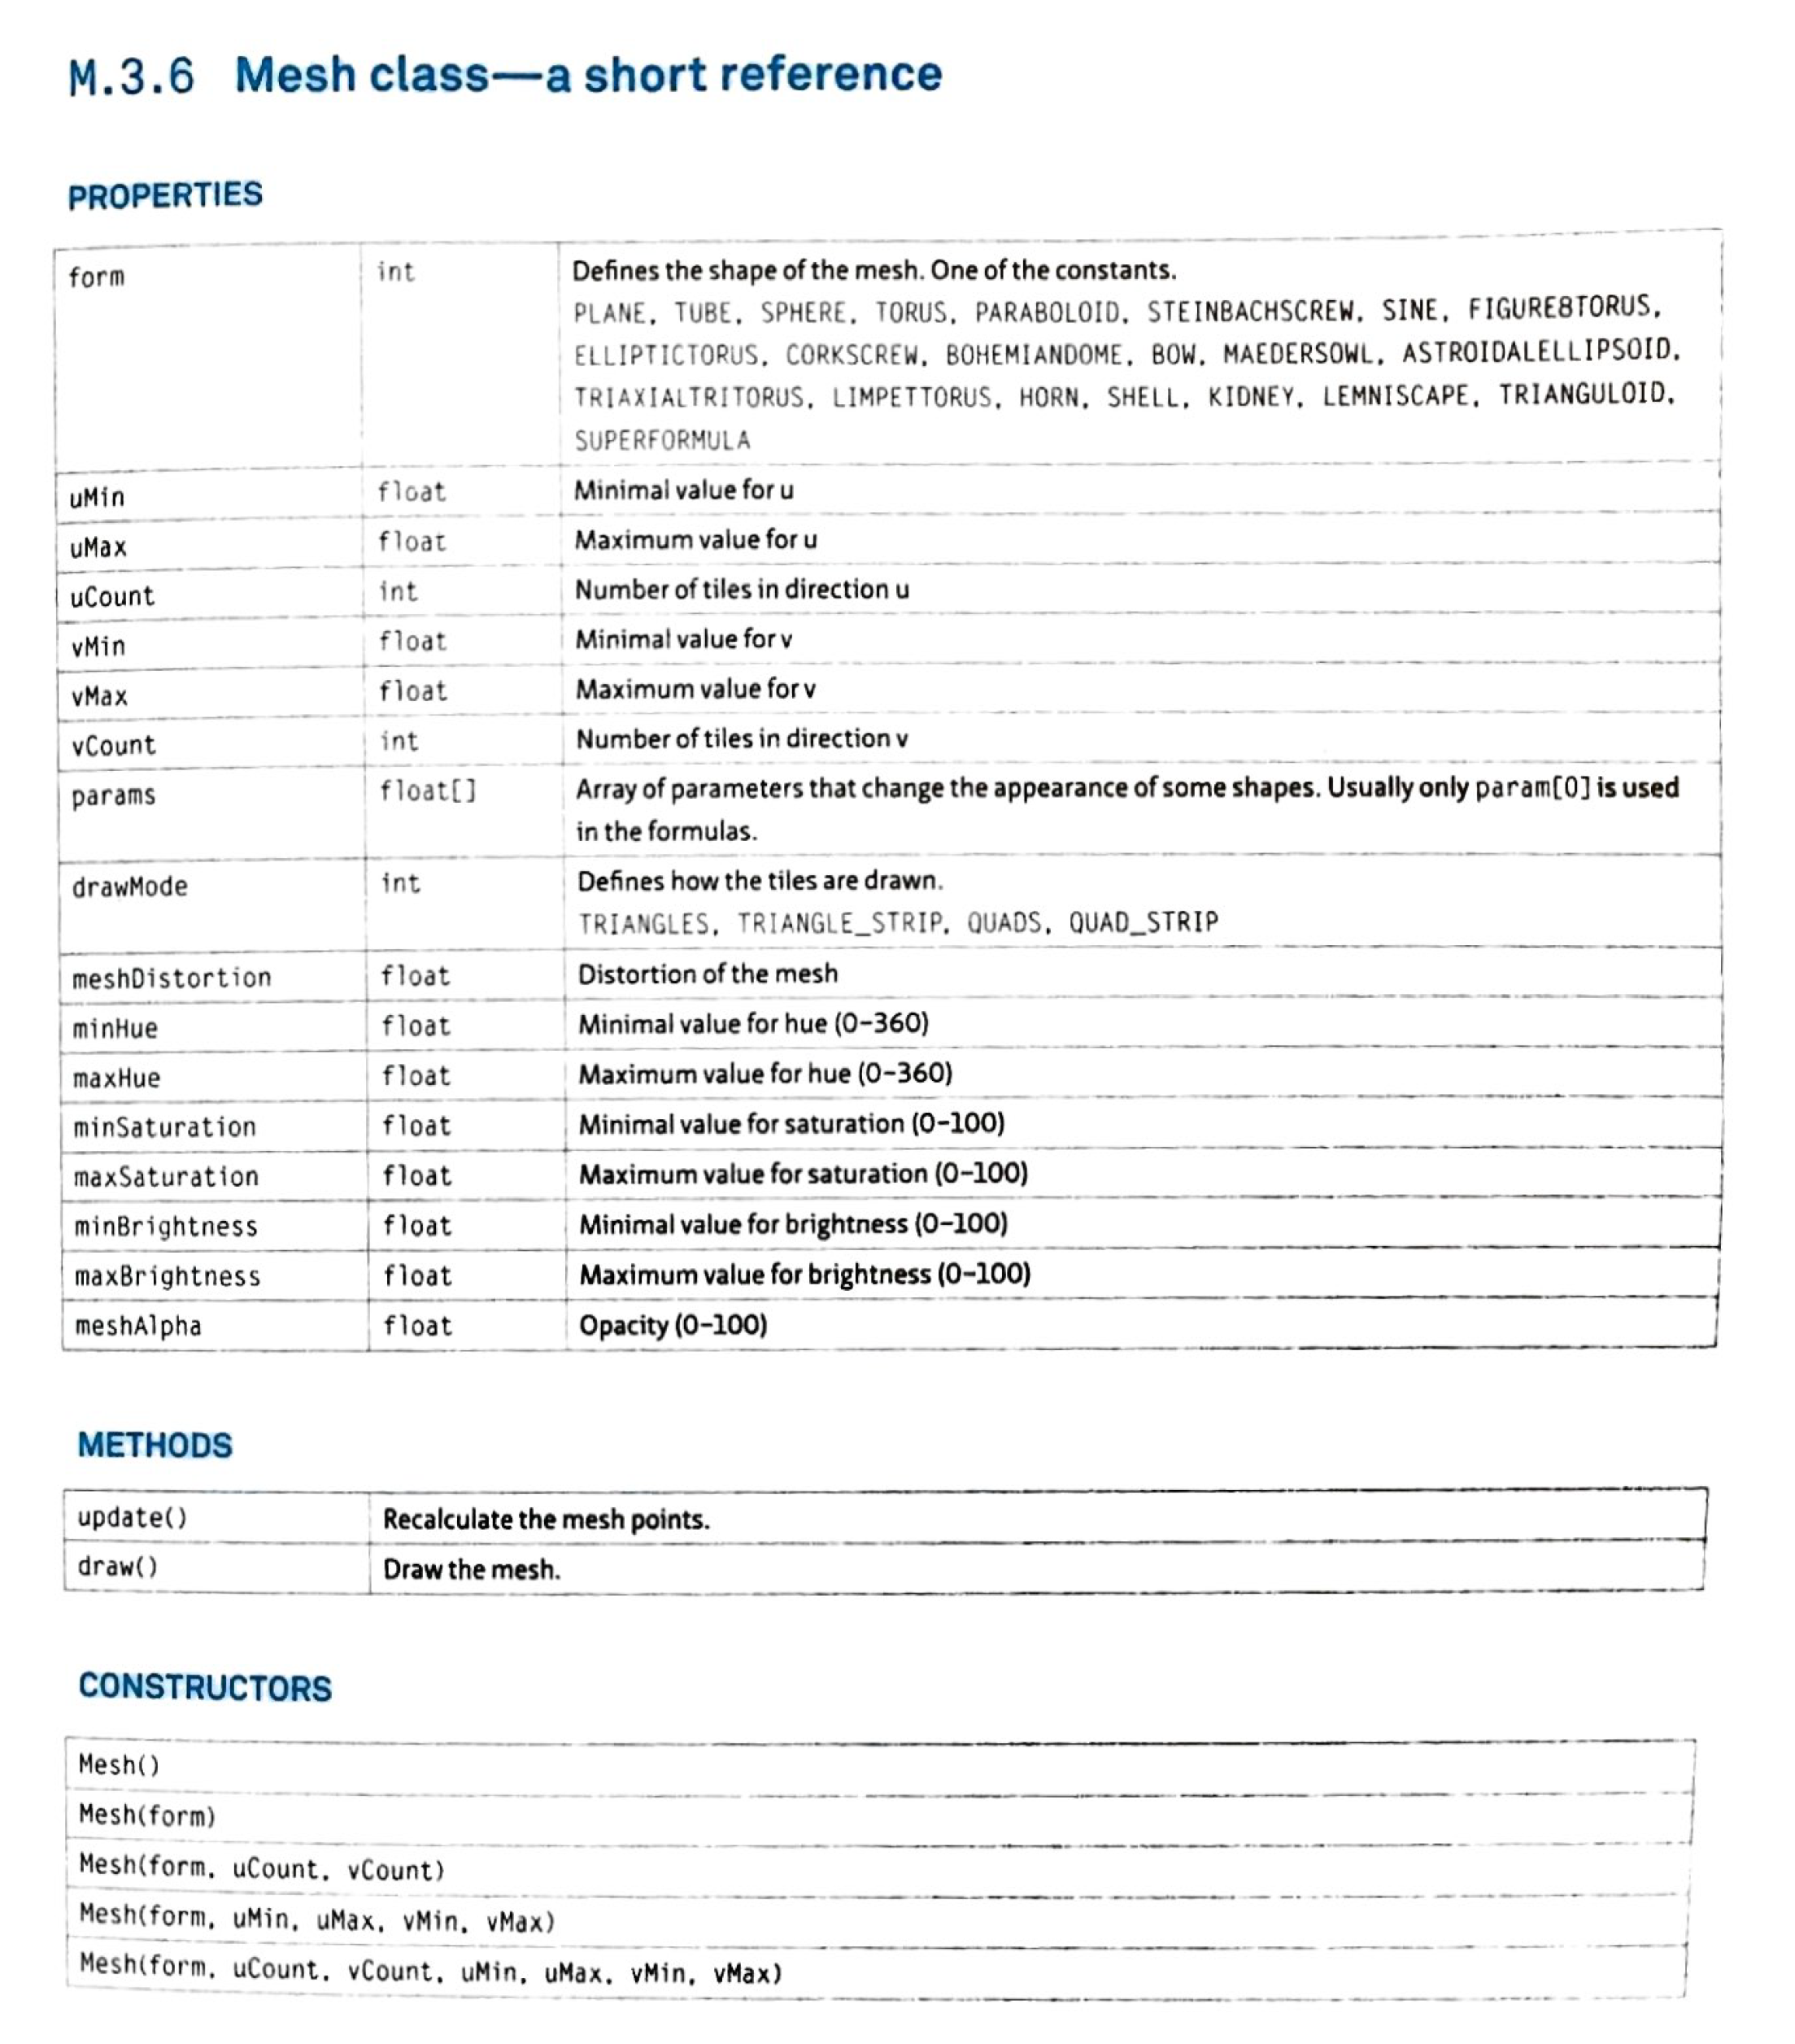 M.3.6 Mesh class—a short reference
PROPERTIES
form int Defines the shape of the mesh. One of the constants.
PLANE, TUBE, SPHERE, TORUS, PARABOLOID, STEINBACHSCREW, SINE, FIGURE8TORUS,
ELLIPTICTORUS, CORKSCREW, BOHEMIANDOME, BOW, MAEDERSOWL, ASTROIDALELLIPSOID,
TRIAXIALTRITORUS, LIMPETTORUS, HORN, SHELL, KIDNEY, LEMNISCAPE, TRIANGULOID,
SUPERFORMULA
uMin float Minimal value for u
uMax float Maximum value for u
uCount int Number of tiles in direction u
vMin float Minimal value for v
vMax float Maximum value for v
vCount int Number of tiles in direction v
params float[] Array of parameters that change the appearance of some shapes. Usually only param[0] is used
in the formulas.
drawMode int Defines how the tiles are drawn.
TRIANGLES, TRIANGLE_STRIP, QUADS, QUAD_STRIP
meshDistortion float Distortion of the mesh
minHue float Minimal value for hue (0–360)
maxHue float Maximum value for hue (0–360)
minSaturation float Minimal value for saturation (0–100)
maxSaturation float Maximum value for saturation (0–100)
minBrightness float Minimal value for brightness (0–100)
maxBrightness float Maximum value for brightness (0–100)
meshAlpha float Opacity (0–100)
METHODS
update() Recalculate the mesh points.
draw() Draw the mesh.
CONSTRUCTORS
Mesh()
Mesh(form)
Mesh(form, uCount, vCount)
Mesh(form, uMin, uMax, vMin, vMax)
Mesh(form, uCount, vCount, uMin, uMax, vMin, vMax)